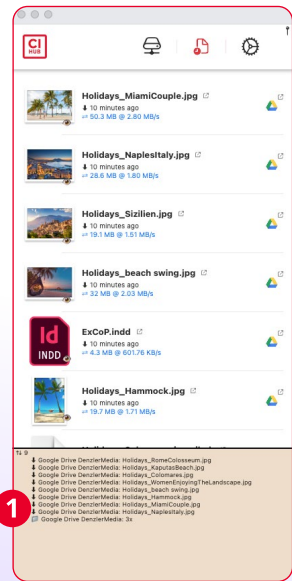 CI
HUB
Holidays_MiamiCouple.jpg
10 minutes ago
50.3 MB @ 2.80 MB/s
Holidays_NaplesItaly.jpg
10 minutes ago
28.6 MB @ 1.80 MB/s
Holidays_Sizilien.jpg
10 minutes ago
19.1 MB @ 1.51 MB/s
Holidays_beach swing.jpg
10 minutes ago
32 MB @ 2.03 MB/s
Id
INDD
ExCoP.indd
10 minutes ago
4.3 MB @ 601.76 KB/s
Holidays_Hammock.jpg
10 minutes ago
19.7 MB @ 1.71 MB/s
9
Google Drive DenzlerMedia: Holidays_RomeColosseum.jpg
Google Drive DenzlerMedia: Holidays_KaputasBeach.jpg
Google Drive DenzlerMedia: Holidays_Colomares.jpg
Google Drive DenzlerMedia: Holidays_WomenEnjoyingTheLandscape.jpg
Google Drive DenzlerMedia: Holidays_beach swing.jpg
Google Drive DenzlerMedia: Holidays_Hammock.jpg
Google Drive DenzlerMedia: Holidays_MiamiCouple.jpg
Google Drive DenzlerMedia: Holidays_NaplesItaly.jpg
Google Drive DenzlerMedia: 3x
1